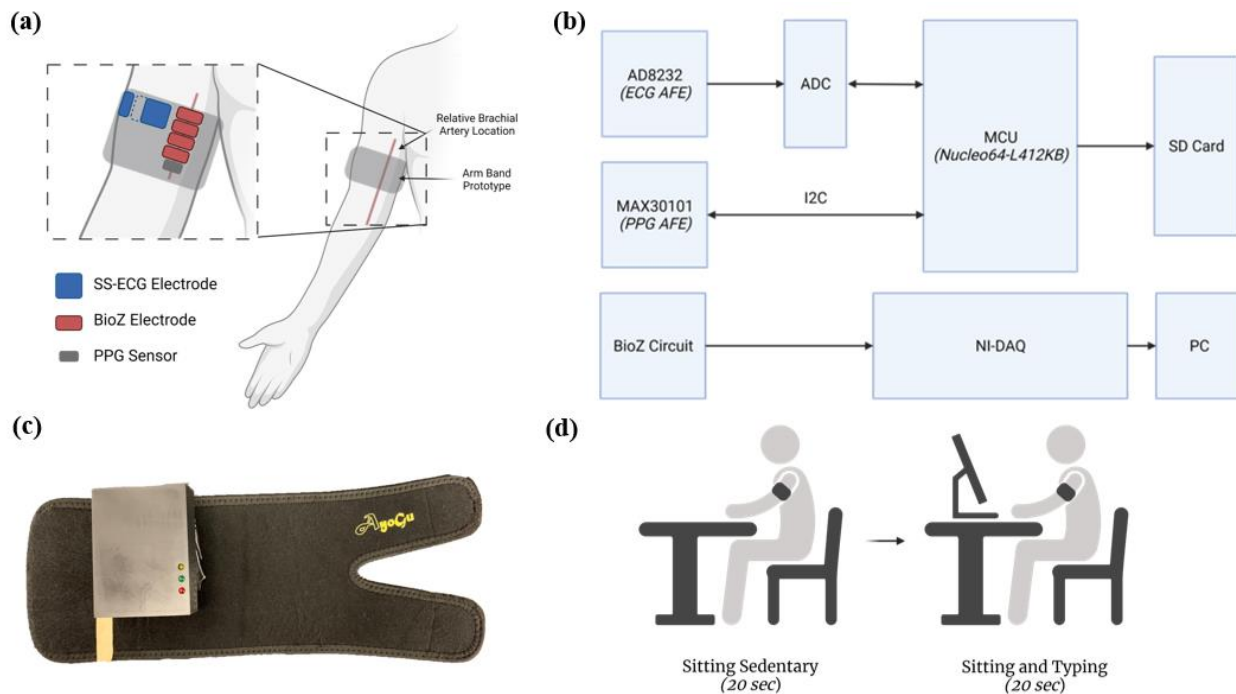 (a)
Relative Brachial
Artery Location
Arm Band
Prototype
SS-ECG Electrode
BioZ Electrode
PPG Sensor
(b)
AD8232
(ECG AFE)
ADC
MCU
(Nucleo64-L412KB)
SD Card
MAX30101
(PPG AFE)
I2C
BioZ Circuit
NI-DAQ
PC
(c)
AyoGu
(d)
Sitting Sedentary
(20 sec)
Sitting and Typing
(20 sec)